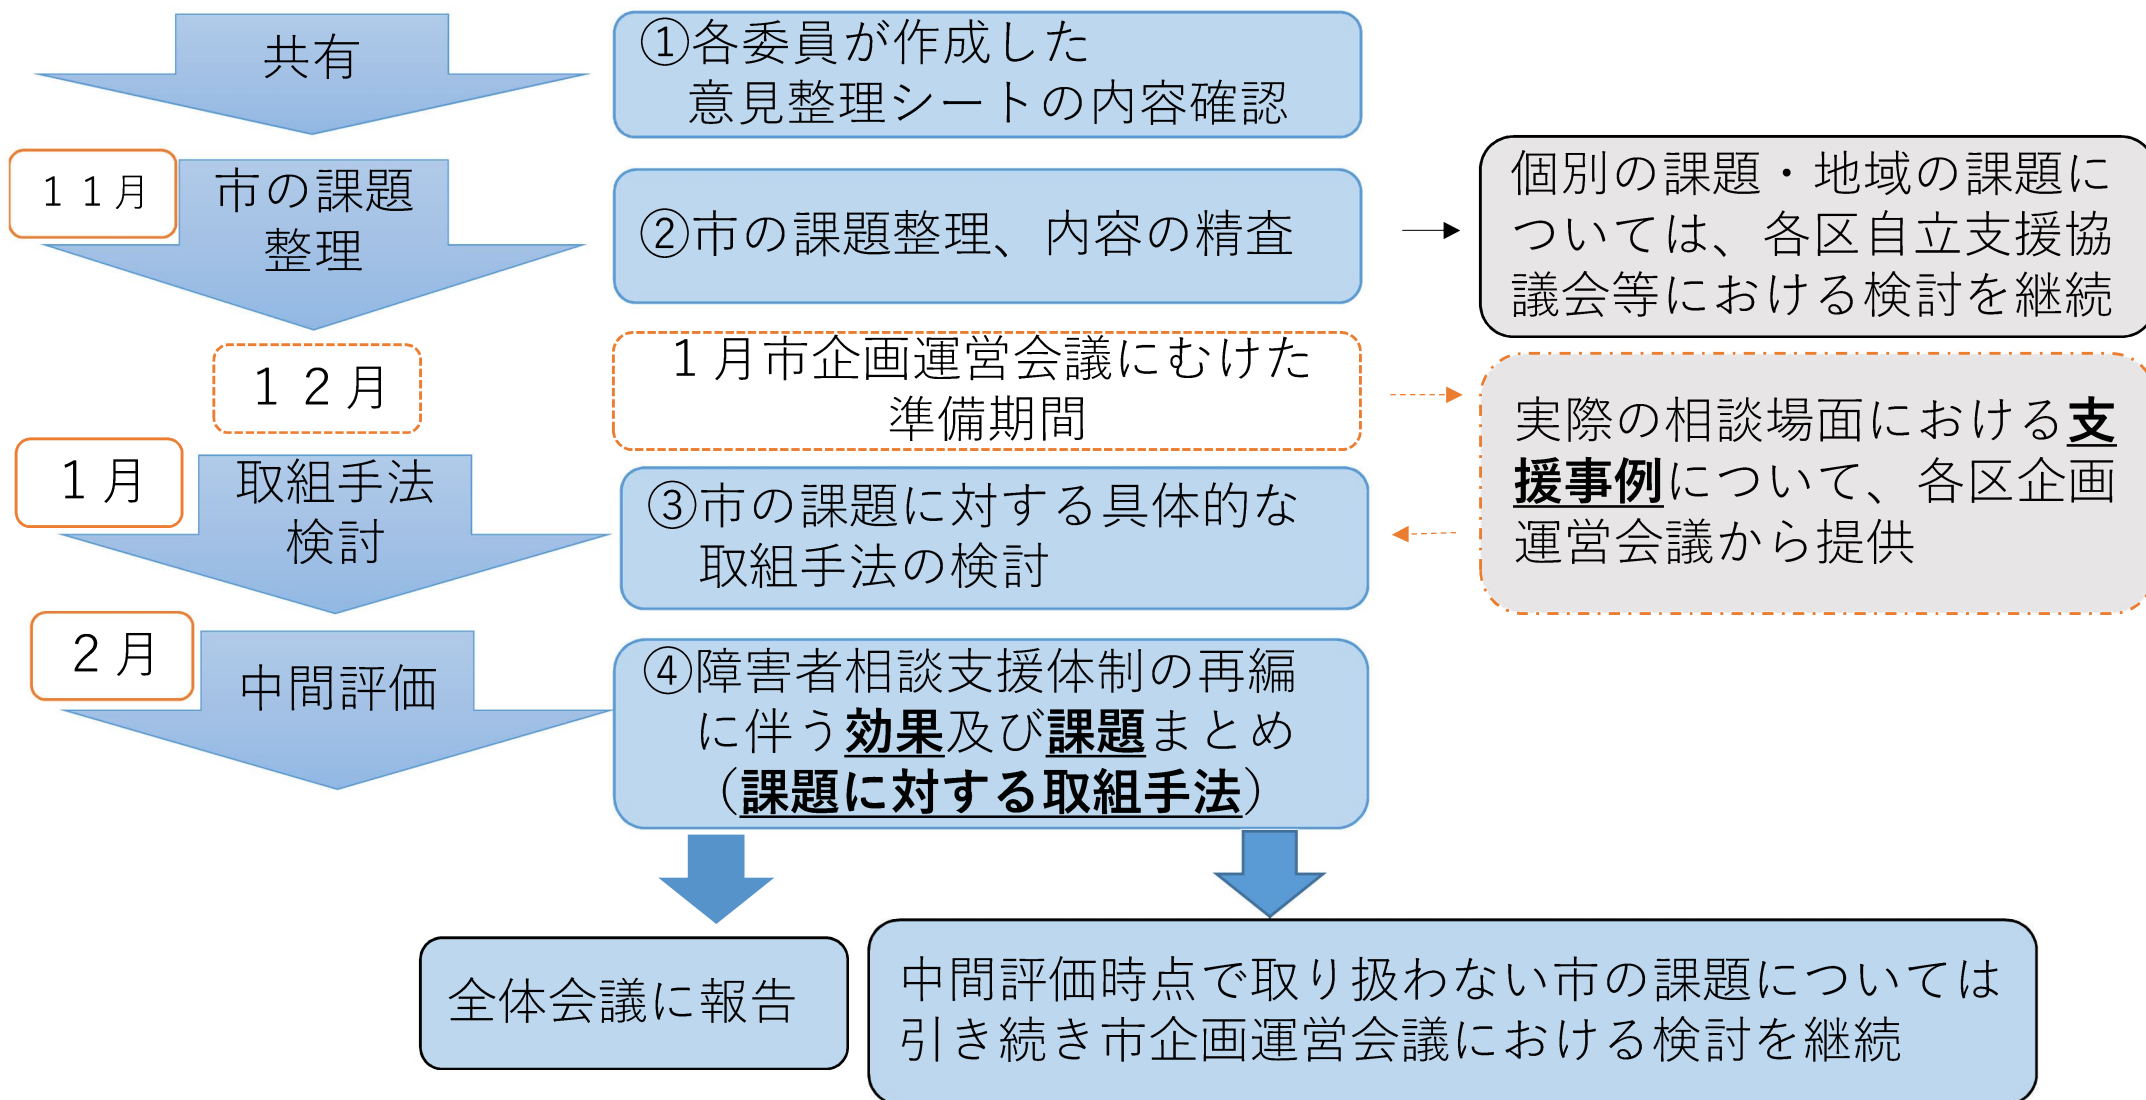 共有
①各委員が作成した
意見整理シートの内容確認
１１月
市の課題
整理
②市の課題整理、内容の精査
個別の課題・地域の課題に
ついては、各区自立支援協
議会等における検討を継続
１２月
１月市企画運営会議にむけた
準備期間
実際の相談場面における支
援事例について、各区企画
運営会議から提供
１月
取組手法
検討
③市の課題に対する具体的な
取組手法の検討
２月
中間評価
④障害者相談支援体制の再編
に伴う効果及び課題まとめ
（課題に対する取組手法）
全体会議に報告
中間評価時点で取り扱わない市の課題については
引き続き市企画運営会議における検討を継続